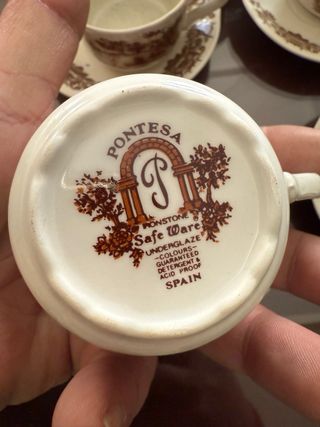 PONTESA
P
IRONSTONE
Safe Ware
UNDERGLAZE
-COLOURS-
GUARANTEED
DETERGENT &
ACID PROOF
SPAIN